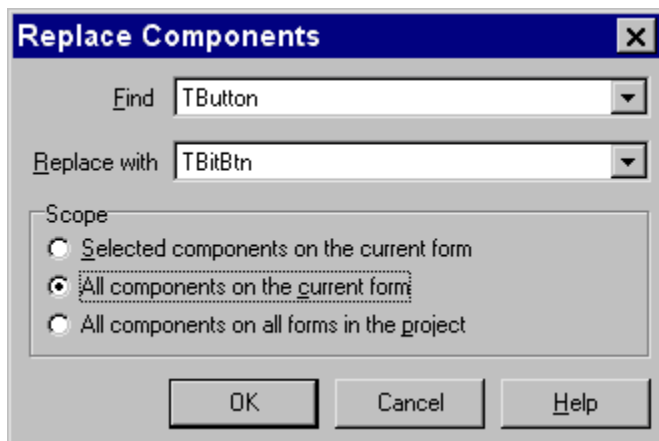 Replace Components
Find TButton
Replace with TBitBtn
Scope
Selected components on the current form
All components on the current form
All components on all forms in the project
OK Cancel Help